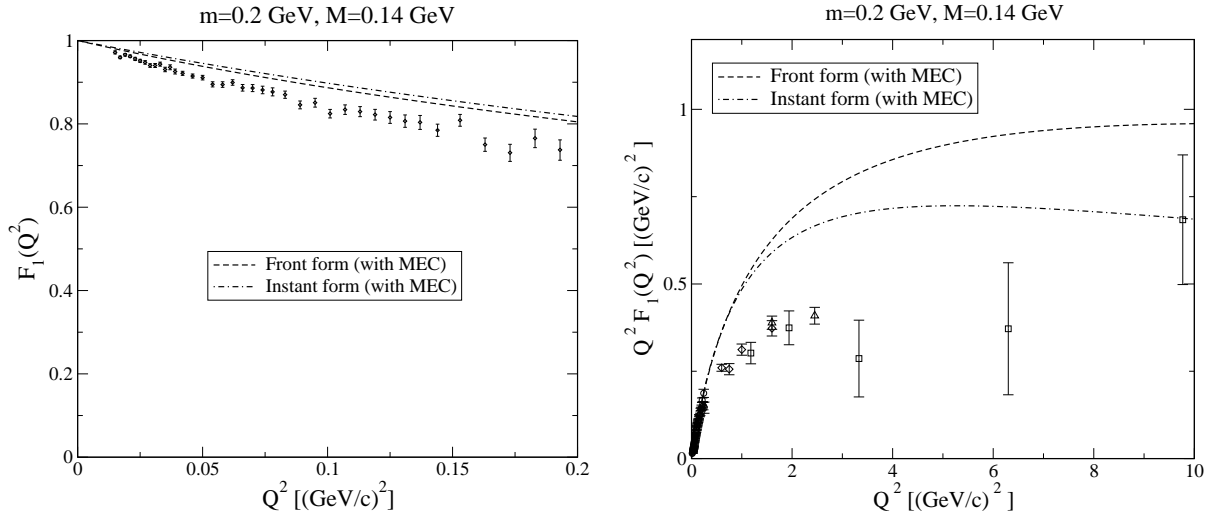 m=0.2 GeV, M=0.14 GeV
1
0.8
0.6
0.4
0.2
0
F₁(Q²)
Front form (with MEC)
Instant form (with MEC)
0 0.05 0.1 0.15 0.2
Q² [(GeV/c)²]
m=0.2 GeV, M=0.14 GeV
1
0.5
0
Q² F₁(Q²) [(GeV/c)²]
Front form (with MEC)
Instant form (with MEC)
0 2 4 6 8 10
Q² [(GeV/c)²]